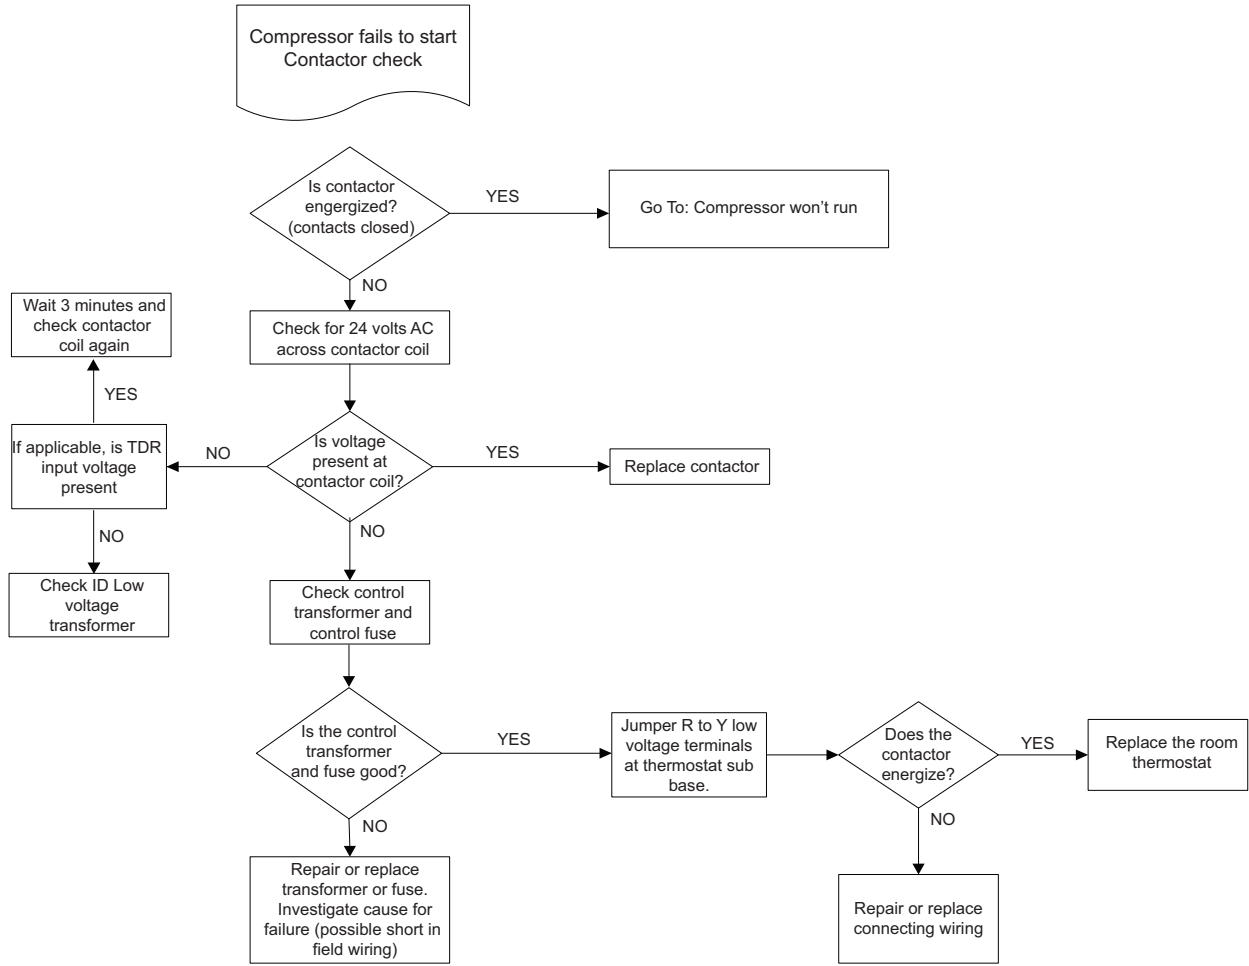 Compressor fails to start
Contactor check
Is contactor
engergized?
(contacts closed)
YES
Go To: Compressor won't run
NO
Wait 3 minutes and
check contactor
coil again
Check for 24 volts AC
across contactor coil
YES
If applicable, is TDR
input voltage
present
NO
Is voltage
present at
contactor coil?
YES
Replace contactor
NO
NO
Check ID Low
voltage
transformer
Check control
transformer and
control fuse
Is the control
transformer
and fuse good?
YES
Jumper R to Y low
voltage terminals
at thermostat sub
base.
Does the
contactor
energize?
YES
Replace the room
thermostat
NO
NO
Repair or replace
transformer or fuse.
Investigate cause for
failure (possible short in
field wiring)
Repair or replace
connecting wiring